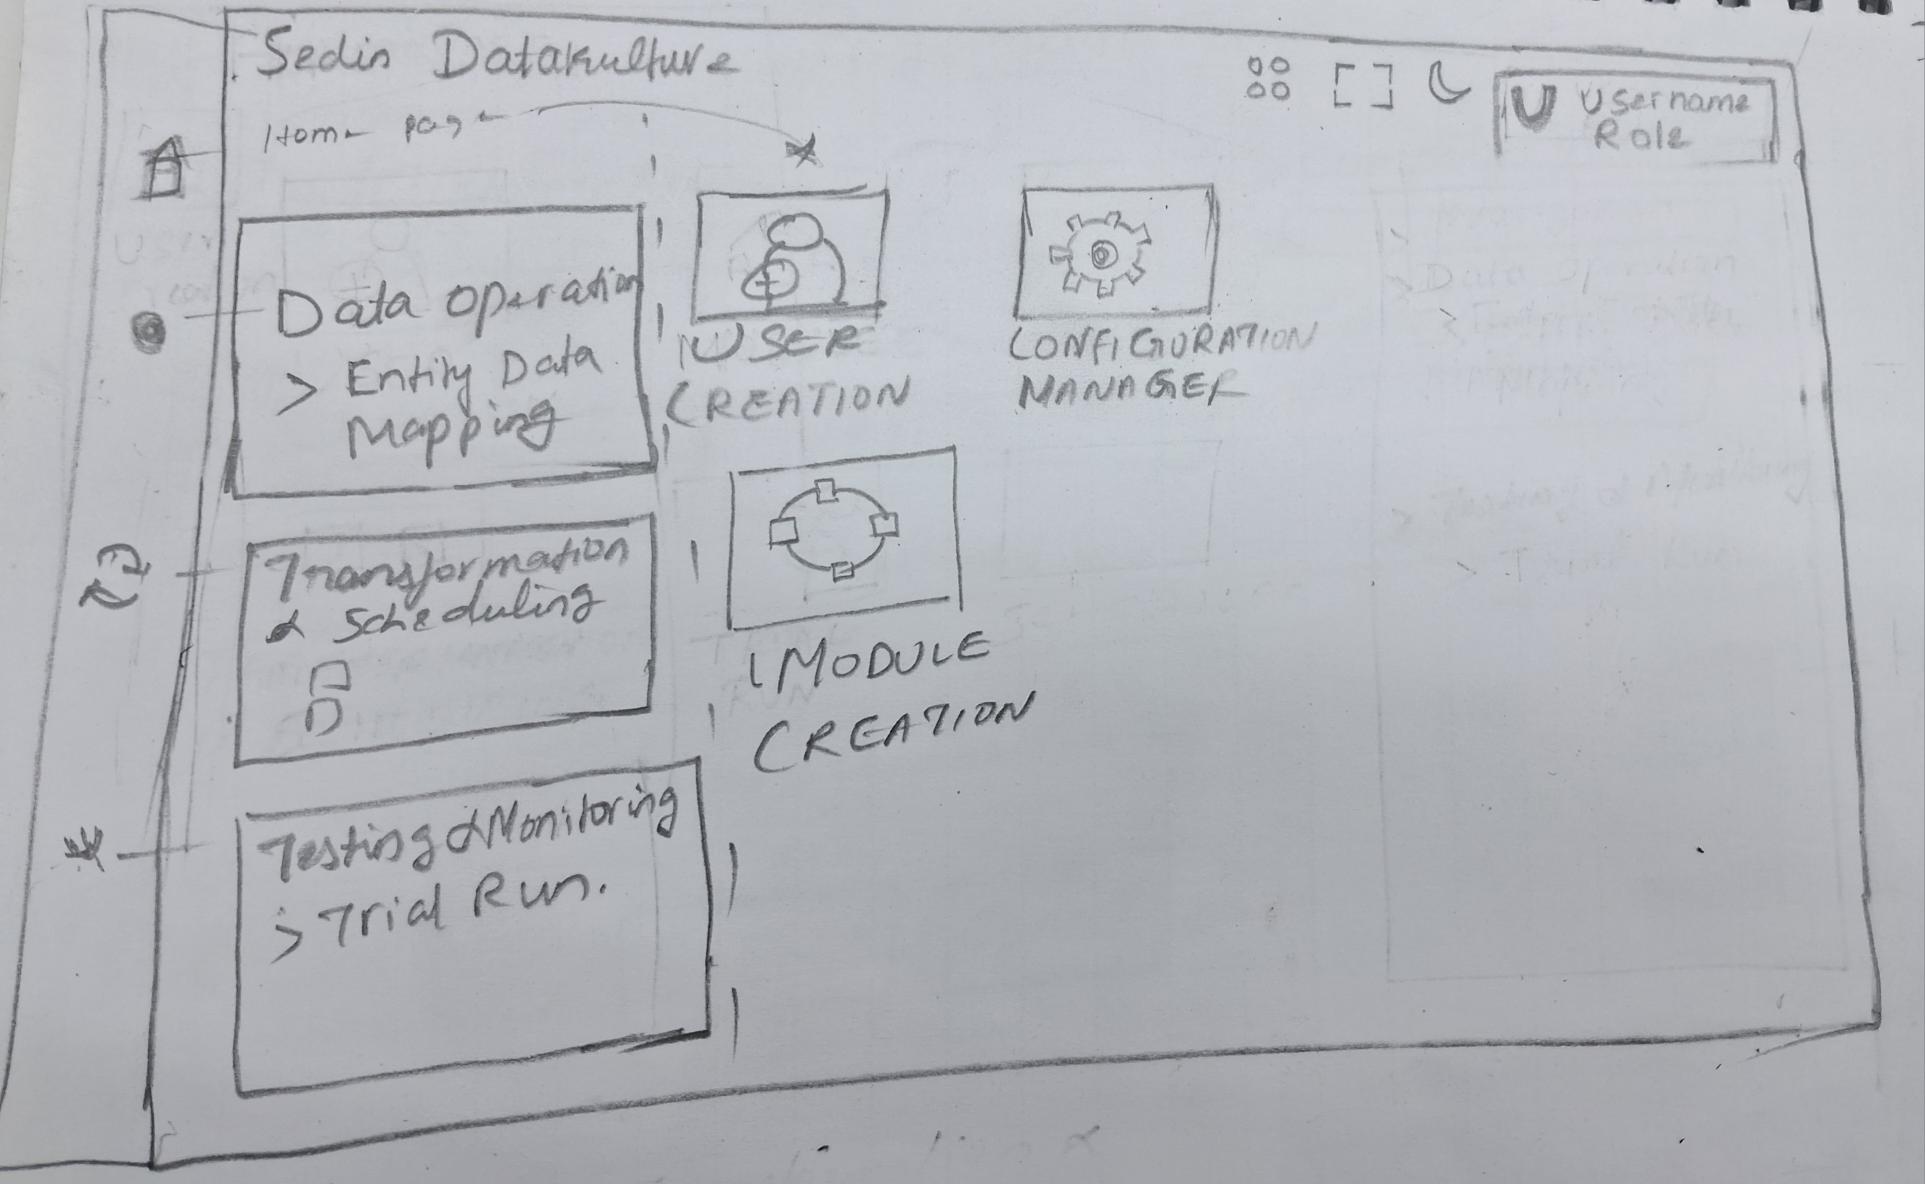 Sedin Datakulture
U Username
Role
Home page
Data Operation
> Entity Data
Mapping
USER
CREATION
CONFIGURATION
MANAGER
Transformation
& Scheduling
MODULE
CREATION
Testing & Monitoring
> Trial Run.